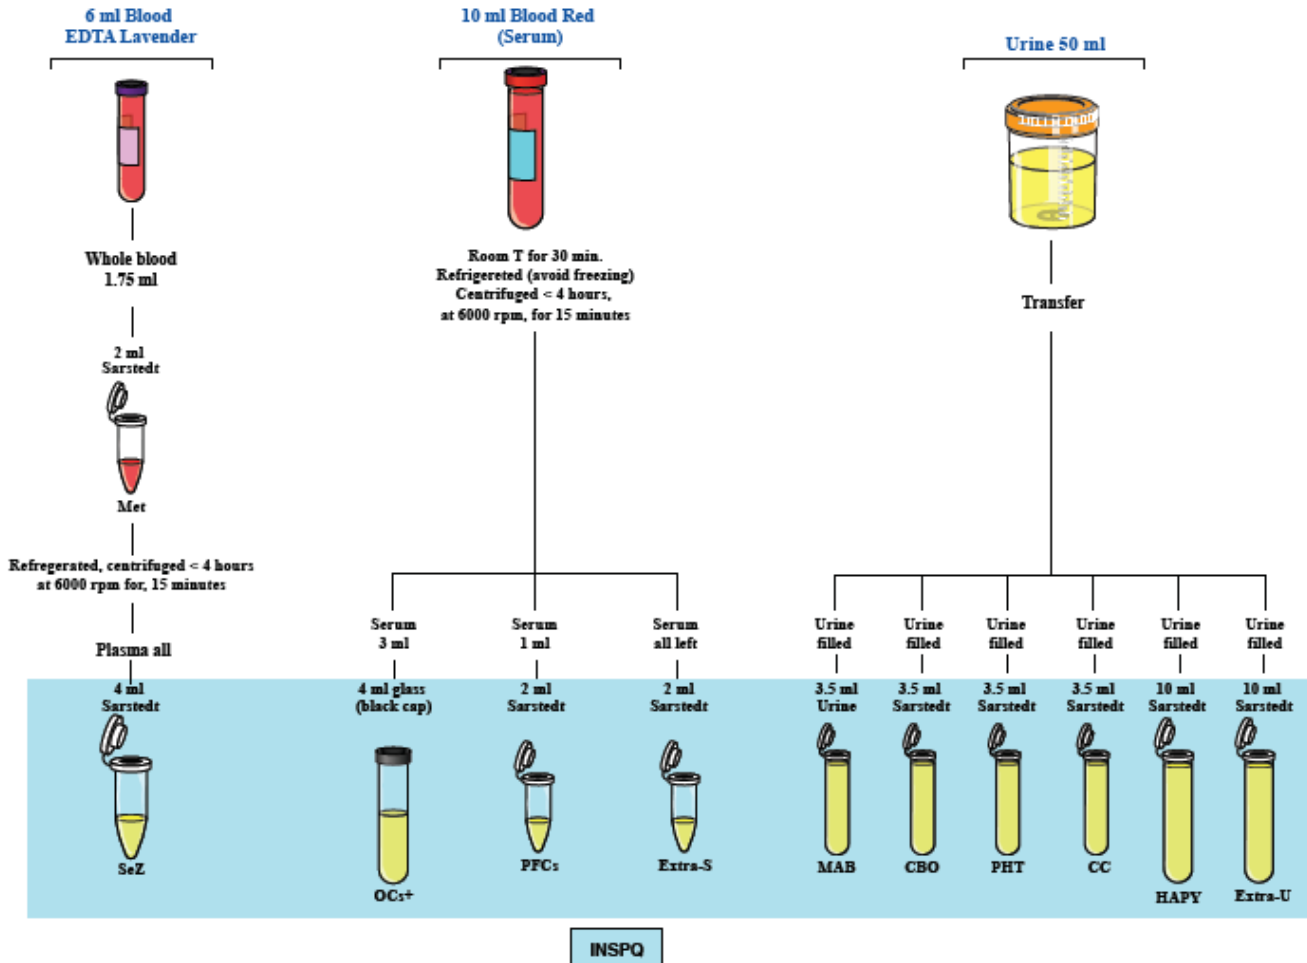 6 ml Blood
EDTA Lavender
10 ml Blood Red
(Serum)
Urine 50 ml
Whole blood
1.75 ml
Room T for 30 min.
Refrigereted (avoid freezing)
Centrifuged < 4 hours,
at 6000 rpm, for 15 minutes
Transfer
2 ml
Sarstedt
Met
Refregerated, centrifuged < 4 hours
at 6000 rpm for, 15 minutes
Plasma all
Serum
3 ml
Serum
1 ml
Serum
all left
Urine
filled
Urine
filled
Urine
filled
Urine
filled
Urine
filled
Urine
filled
4 ml
Sarstedt
4 ml glass
(black cap)
2 ml
Sarstedt
2 ml
Sarstedt
3.5 ml
Urine
3.5 ml
Sarstedt
3.5 ml
Sarstedt
3.5 ml
Sarstedt
10 ml
Sarstedt
10 ml
Sarstedt
SeZ
OCs+
PFCs
Extra-S
MAB
CBO
PHT
CC
HAPY
Extra-U
INSPQ